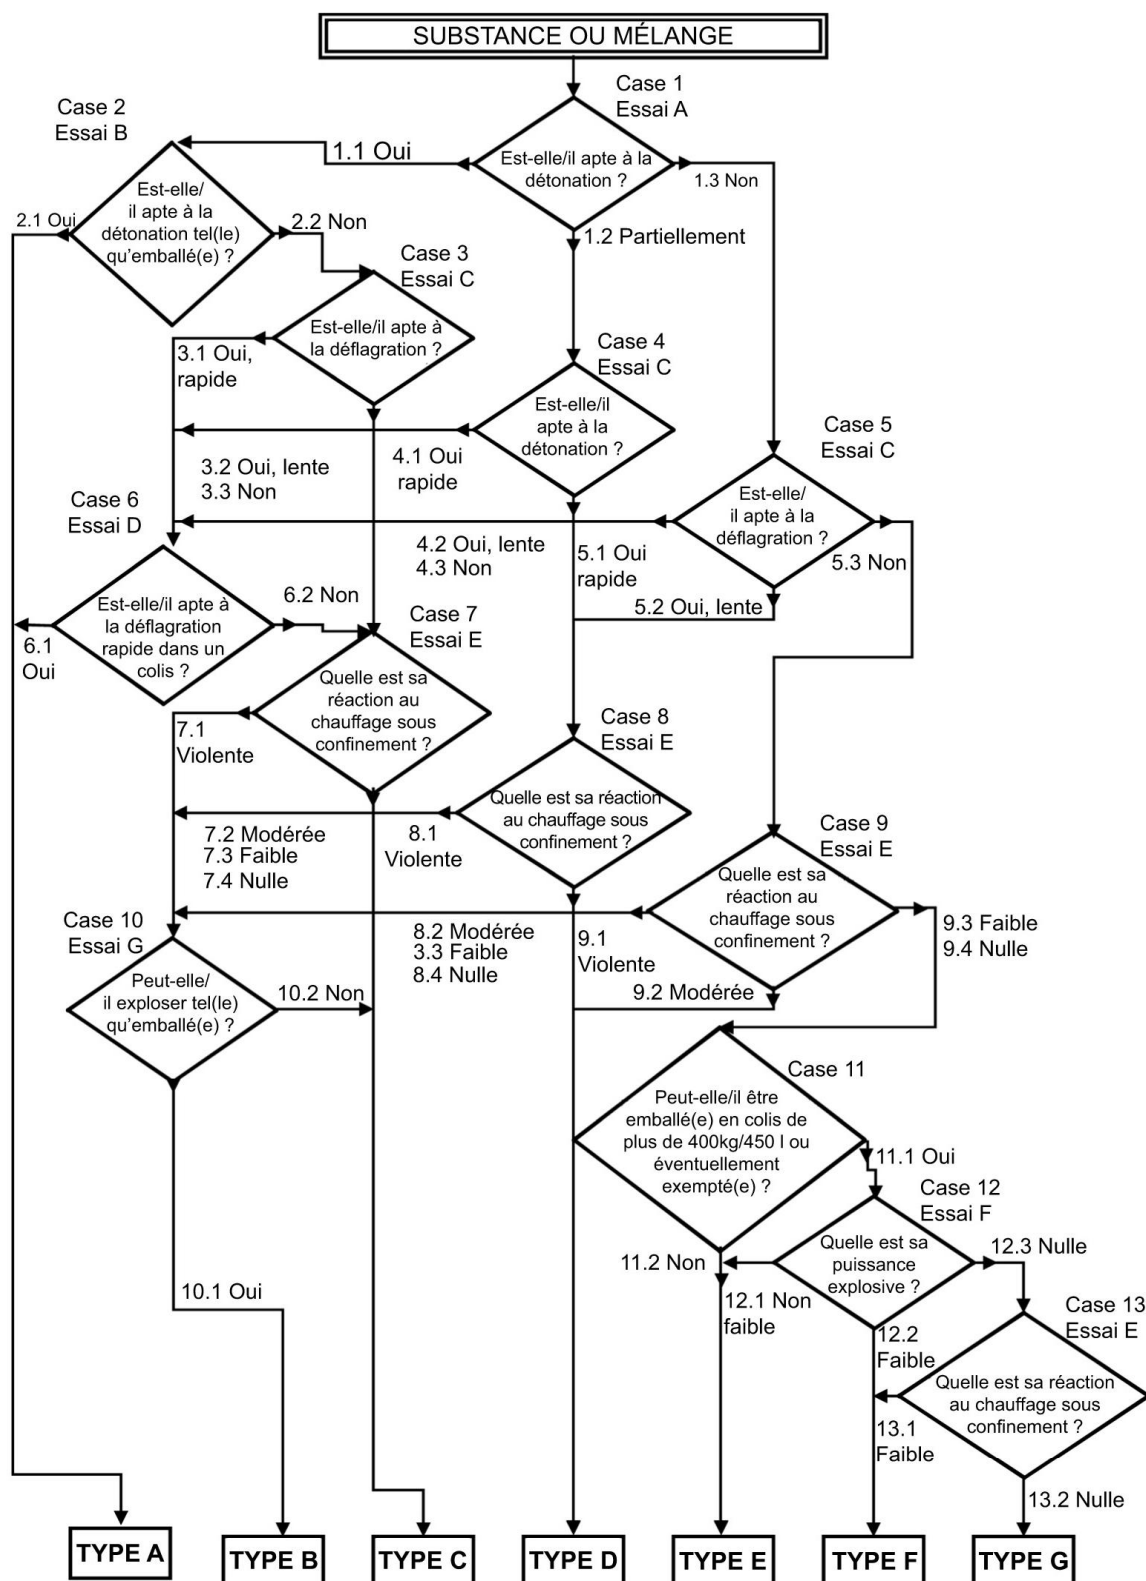 SUBSTANCE OU MÉLANGE
Case 1
Essai A
Est-elle/il apte à la
détonation ?
1.1 Oui
1.3 Non
1.2 Partiellement
Case 2
Essai B
Est-elle/
il apte à la
détonation tel(le)
qu'emballé(e) ?
2.1 Oui
2.2 Non
Case 3
Essai C
Est-elle/il apte à
la déflagration ?
3.1 Oui,
rapide
3.2 Oui, lente
3.3 Non
Case 4
Essai C
Est-elle/il
apte à la
détonation ?
4.1 Oui
rapide
4.2 Oui, lente
4.3 Non
Case 5
Essai C
Est-elle/
il apte à la
déflagration ?
5.1 Oui
rapide
5.2 Oui, lente
5.3 Non
Case 6
Essai D
Est-elle/il apte à
la déflagration
rapide dans un
colis ?
6.1
Oui
6.2 Non
Case 7
Essai E
Quelle est sa
réaction au
chauffage sous
confinement ?
7.1
Violente
7.2 Modérée
7.3 Faible
7.4 Nulle
Case 8
Essai E
Quelle est sa réaction
au chauffage sous
confinement ?
8.1
Violente
8.2 Modérée
3.3 Faible
8.4 Nulle
Case 9
Essai E
Quelle est sa
réaction au
chauffage sous
confinement ?
9.1
Violente
9.2 Modérée
9.3 Faible
9.4 Nulle
Case 10
Essai G
Peut-elle/
il exploser tel(le)
qu'emballé(e) ?
10.2 Non
10.1 Oui
Case 11
Peut-elle/il être
emballé(e) en colis de
plus de 400kg/450 l ou
éventuellement
exempté(e) ?
11.1 Oui
11.2 Non
Case 12
Essai F
Quelle est sa
puissance
explosive ?
12.1 Non
faible
12.2
Faible
12.3 Nulle
Case 13
Essai E
Quelle est sa réaction
au chauffage sous
confinement ?
13.1
Faible
13.2 Nulle
TYPE A
TYPE B
TYPE C
TYPE D
TYPE E
TYPE F
TYPE G